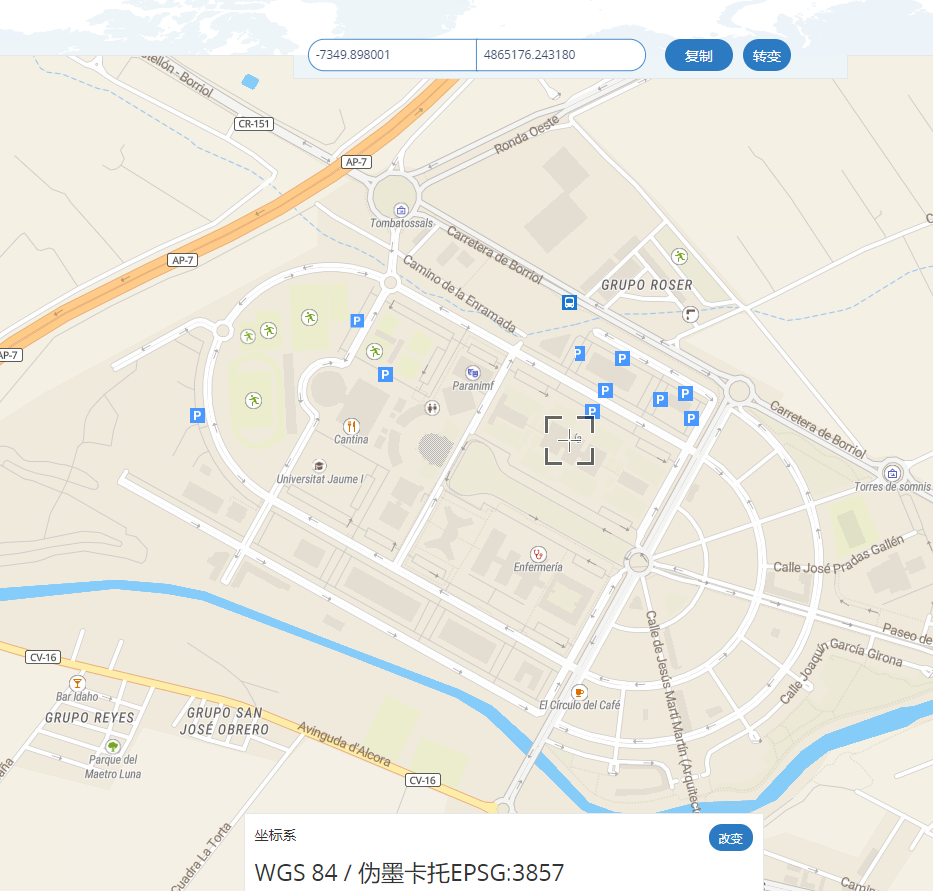 -7349.898001 4865176.243180 复制 转变
Borriol
CR-151
Ronda Oeste
AP-7
Tombatossals
Carretera de Borriol
AP-7
Camino de la Enramada
GRUPO ROSER
P
AP-7
P
P
P
P
Paranimf
P
P
P
P
P
P
Carretera de Borriol
Cantina
Universitat Jaume I
Torres de somnis
Enfermería
Calle José Pradas Gallén
Paseo de
Calle de Jesús Martí Martín (Arquitect
Calle Joaquín García Girona
CV-16
Bar Idaho
GRUPO REYES
GRUPO SAN
JOSÉ OBRERO
El Círculo del Café
Avinguda d'Alcora
Parque del
Maetro Luna
CV-16
Cuadra La Torta
坐标系
改变
WGS 84 / 伪墨卡托EPSG:3857